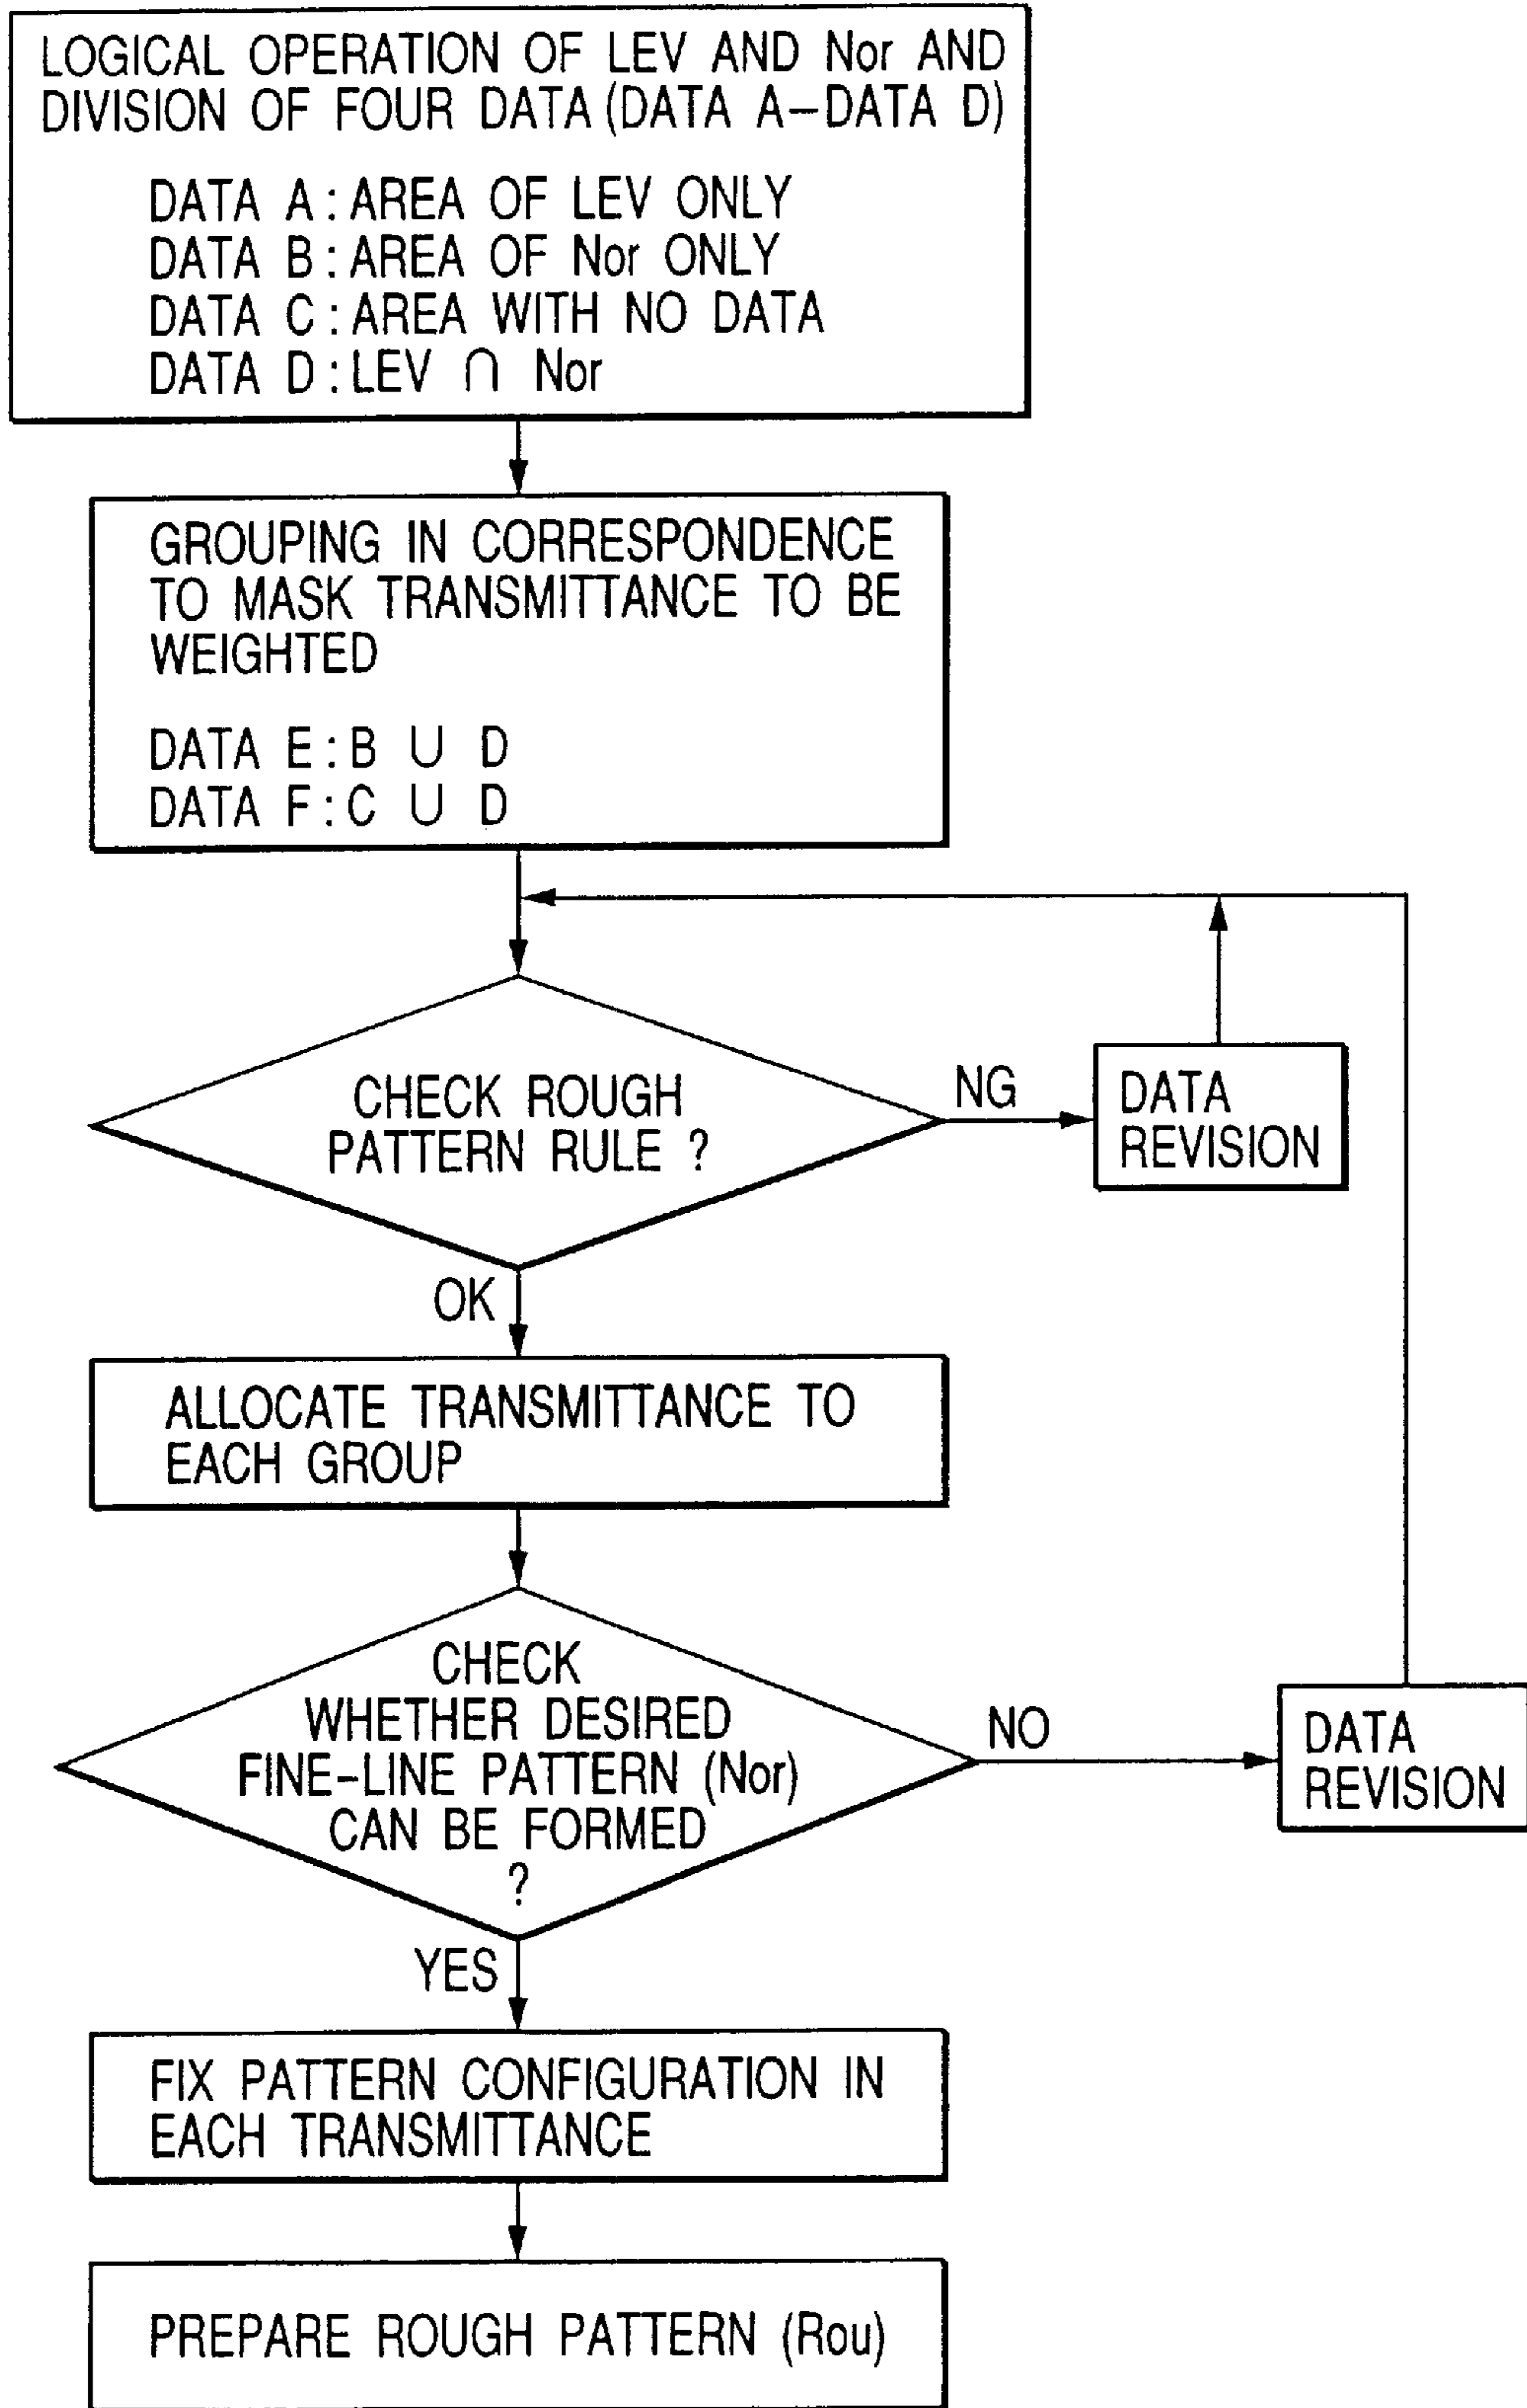 LOGICAL OPERATION OF LEV AND Nor AND
DIVISION OF FOUR DATA (DATA A–DATA D)
DATA A : AREA OF LEV ONLY
DATA B : AREA OF Nor ONLY
DATA C : AREA WITH NO DATA
DATA D : LEV ∩ Nor
GROUPING IN CORRESPONDENCE
TO MASK TRANSMITTANCE TO BE
WEIGHTED
DATA E : B ∪ D
DATA F : C ∪ D
CHECK ROUGH
PATTERN RULE ?
NG
DATA
REVISION
OK
ALLOCATE TRANSMITTANCE TO
EACH GROUP
CHECK
WHETHER DESIRED
FINE–LINE PATTERN (Nor)
CAN BE FORMED
?
NO
DATA
REVISION
YES
FIX PATTERN CONFIGURATION IN
EACH TRANSMITTANCE
PREPARE ROUGH PATTERN (Rou)